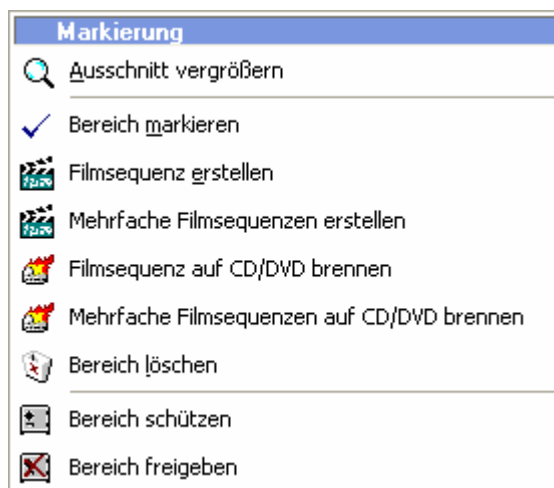 Markierung
Ausschnitt vergrößern
Bereich markieren
Filmsequenz erstellen
Mehrfache Filmsequenzen erstellen
Filmsequenz auf CD/DVD brennen
Mehrfache Filmsequenzen auf CD/DVD brennen
Bereich löschen
Bereich schützen
Bereich freigeben